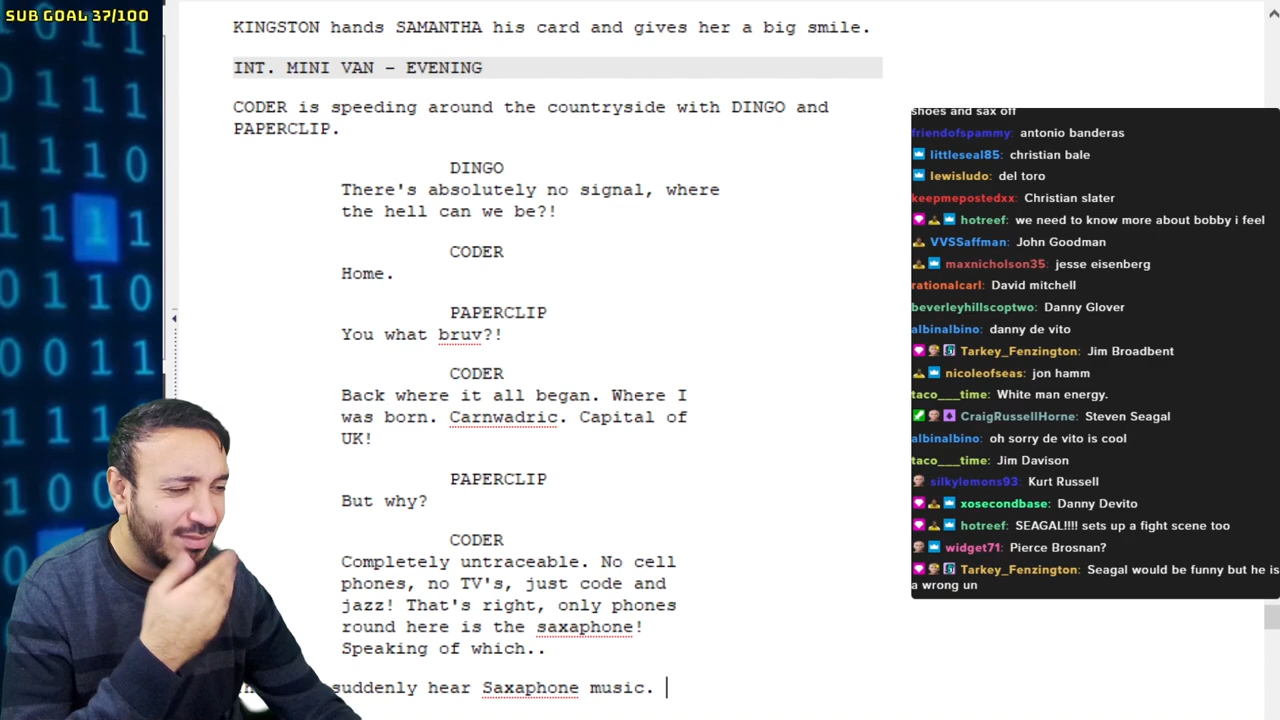 SUB GOAL 37/100
KINGSTON hands SAMANTHA his card and gives her a big smile.
INT. MINI VAN - EVENING
CODER is speeding around the countryside with DINGO and
PAPERCLIP.
DINGO
There's absolutely no signal, where
the hell can we be?!
CODER
Home.
PAPERCLIP
You what bruv?!
CODER
Back where it all began. Where I
was born. Carnwadric. Capital of
UK!
PAPERCLIP
But why?
CODER
Completely untraceable. No cell
phones, no TV's, just code and
jazz! That's right, only phones
round here is the saxaphone!
Speaking of which..
suddenly hear Saxaphone music.
shoes and sax off
friendofspammy: antonio banderas
littleseal85: christian bale
lewisludo: del toro
keepmepostedxx: Christian slater
hotreef: we need to know more about bobby i feel
VVSSaffman: John Goodman
maxnicholson35: jesse eisenberg
rationalcarl: David mitchell
beverleyhillscoptwo: Danny Glover
albinalbino: danny de vito
Tarkey_Fenzington: Jim Broadbent
nicoleofseas: jon hamm
taco___time: White man energy.
CraigRussellHorne: Steven Seagal
albinalbino: oh sorry de vito is cool
taco___time: Jim Davison
silkylemons93: Kurt Russell
xosecondbase: Danny Devito
hotreef: SEAGAL!!!! sets up a fight scene too
widget71: Pierce Brosnan?
Tarkey_Fenzington: Seagal would be funny but he is
a wrong un